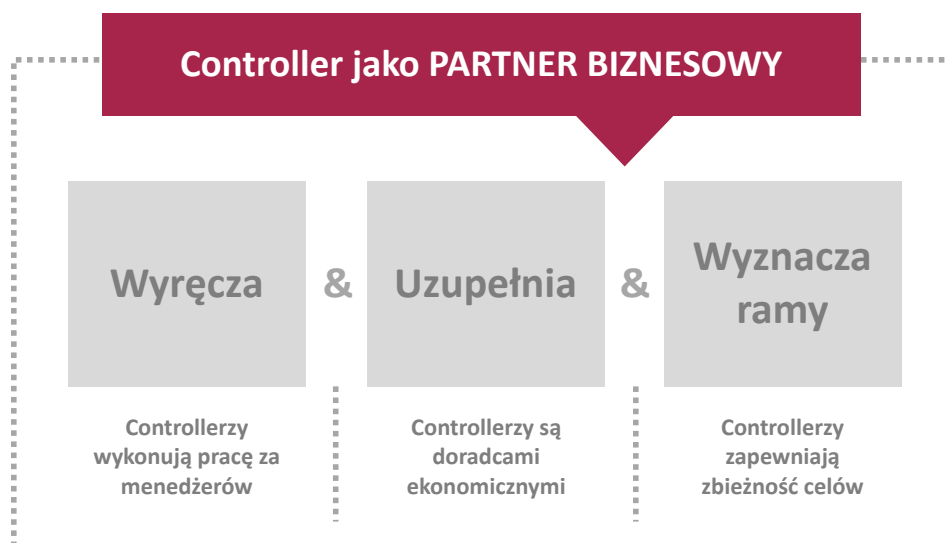 Controller jako PARTNER BIZNESOWY
Wyręcza
&
Uzupełnia
&
Wyznacza
ramy
Controllerzy
wykonują pracę za
menedżerów
Controllerzy są
doradcami
ekonomicznymi
Controllerzy
zapewniają
zbieżność celów